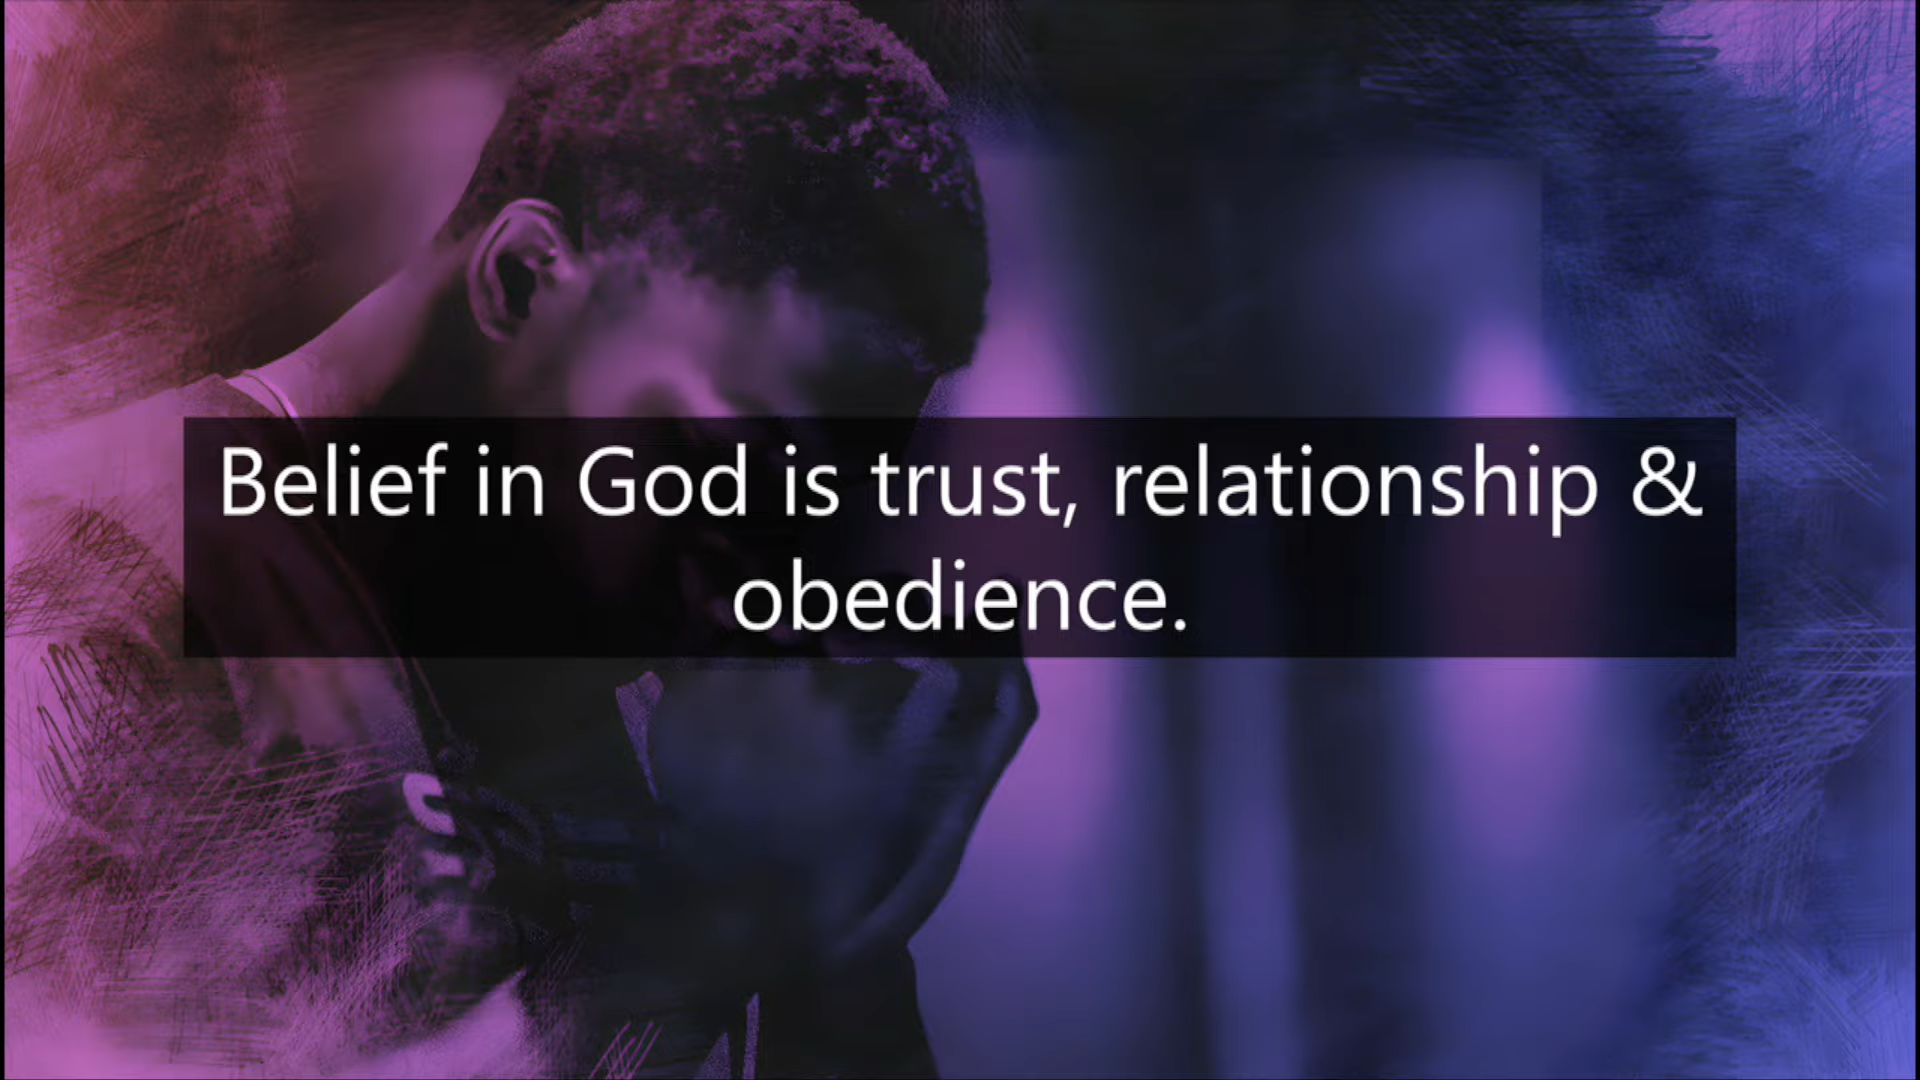 Belief in God is trust, relationship &
obedience.